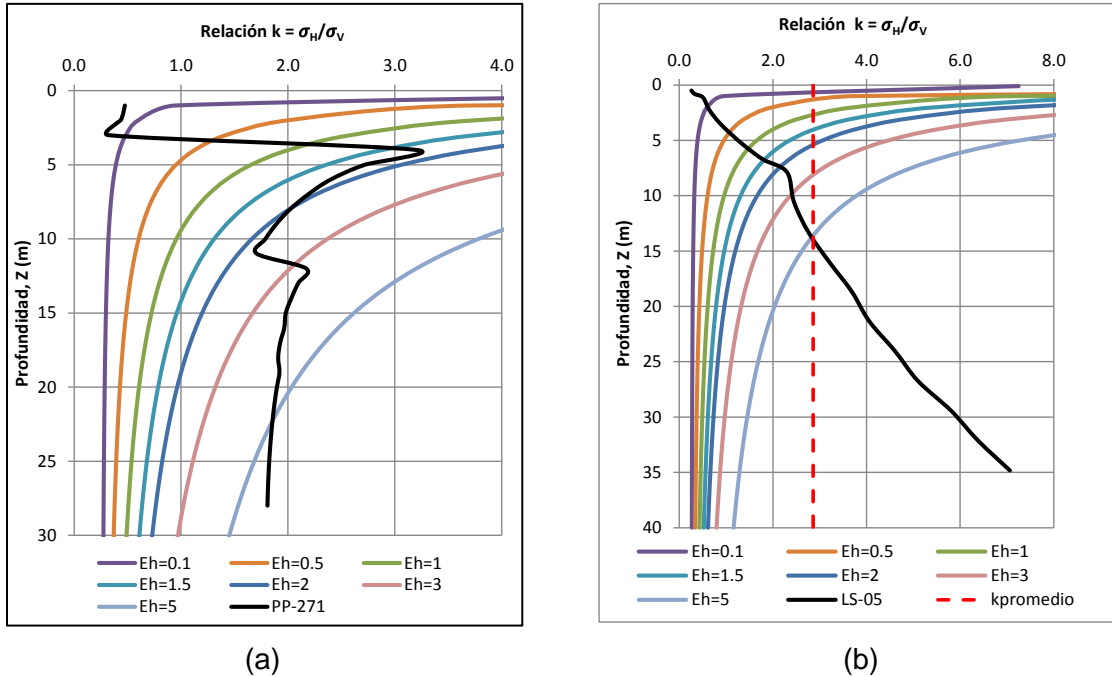 Relación k = σH/σV
0.0 1.0 2.0 3.0 4.0
0
5
10
15
20
25
30
Profundidad, Z (m)
Eh=0.1 Eh=0.5 Eh=1
Eh=1.5 Eh=2 Eh=3
Eh=5 PP-271
(a)
Relación k = σH/σV
0.0 2.0 4.0 6.0 8.0
0
5
10
15
20
25
30
35
40
Profundidad, Z (m)
Eh=0.1 Eh=0.5 Eh=1
Eh=1.5 Eh=2 Eh=3
Eh=5 LS-05 kpromedio
(b)